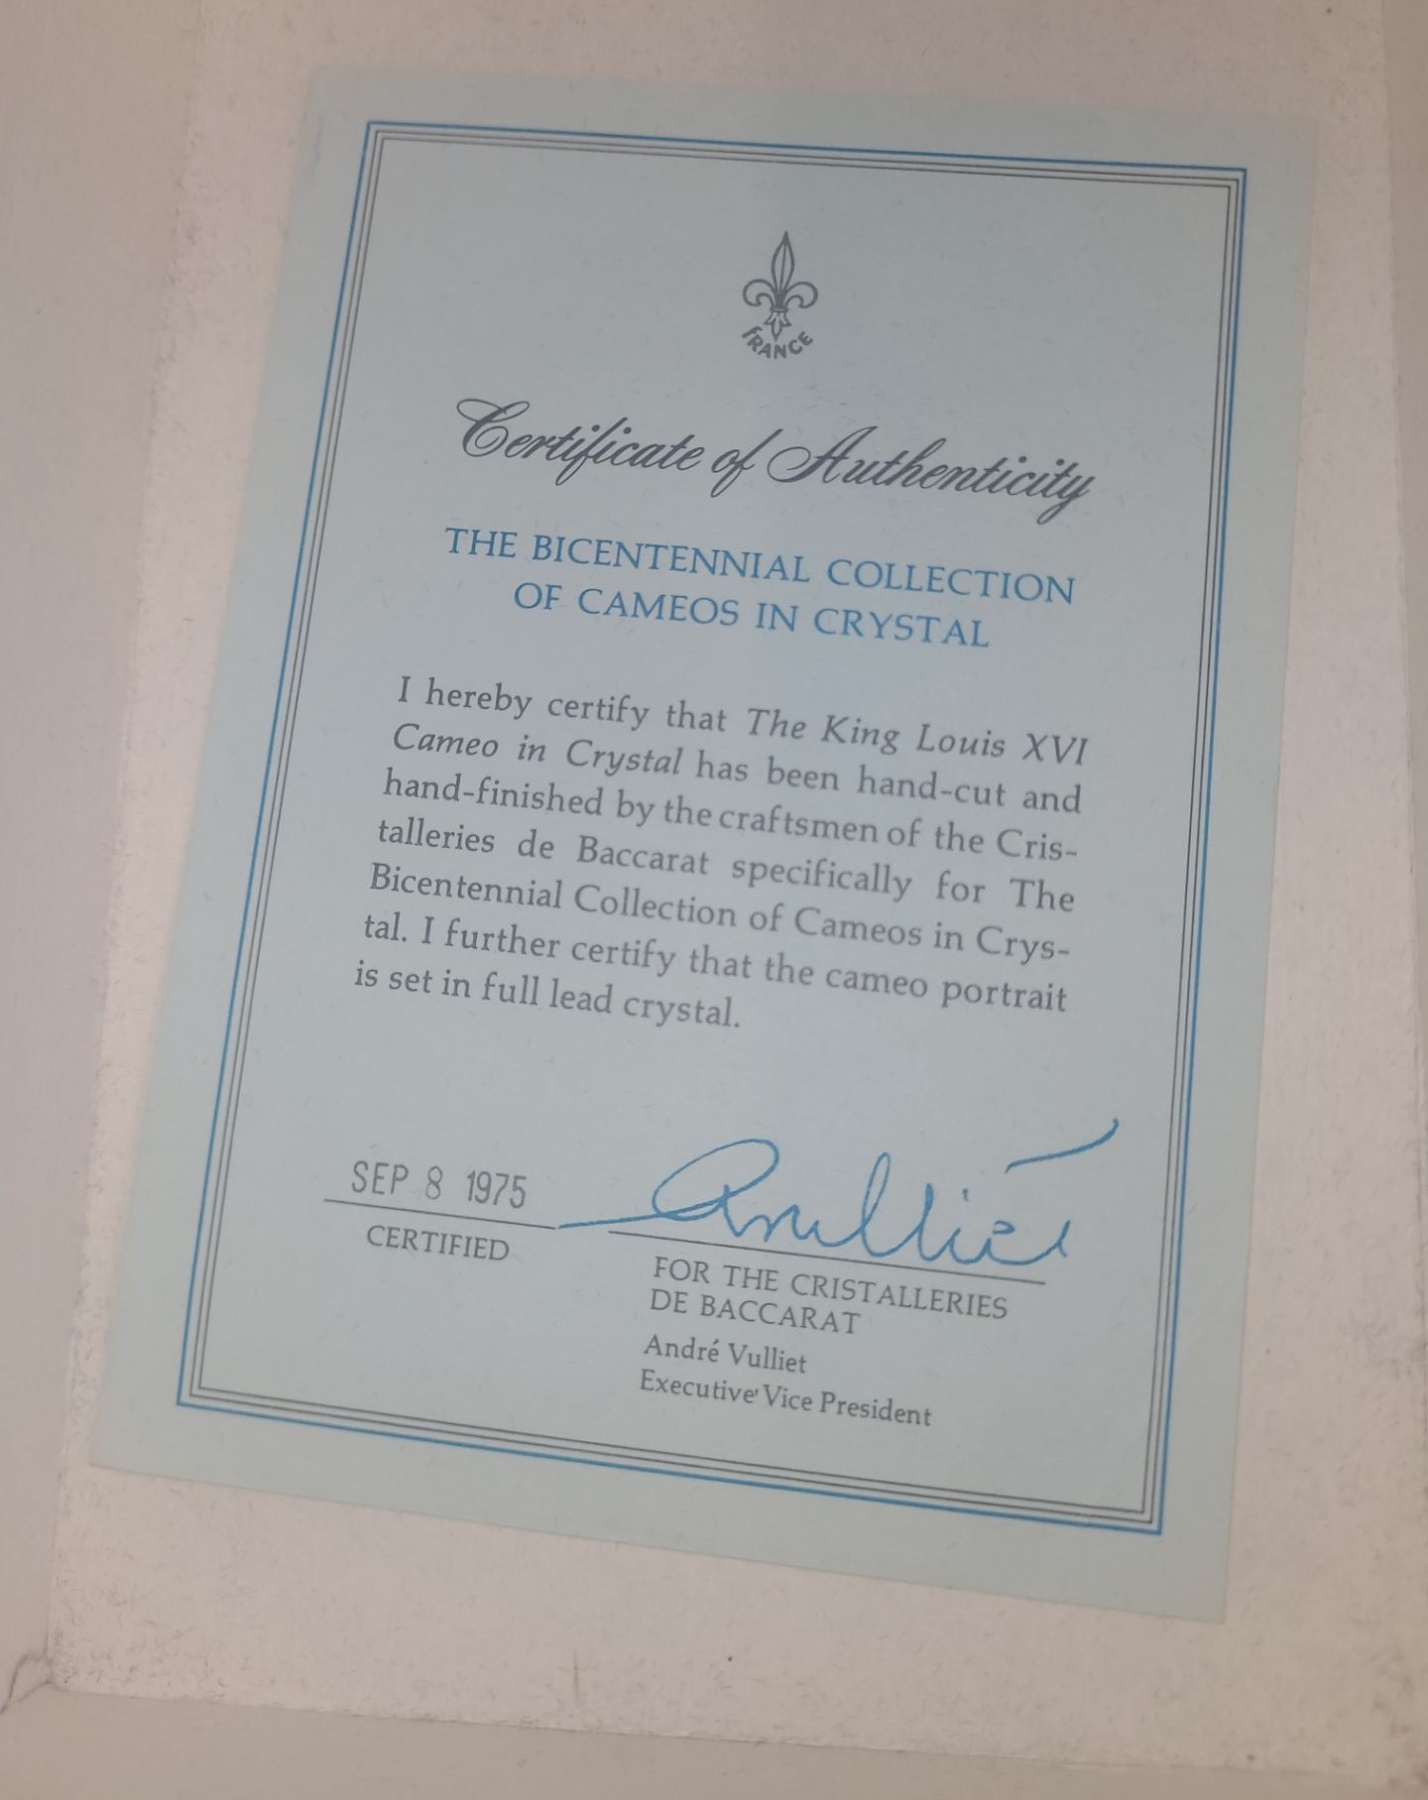 FRANCE
Certificate of Authenticity
THE BICENTENNIAL COLLECTION
OF CAMEOS IN CRYSTAL
I hereby certify that The King Louis XVI
Cameo in Crystal has been hand-cut and
hand-finished by the craftsmen of the Cris-
talleries de Baccarat specifically for The
Bicentennial Collection of Cameos in Crys-
tal. I further certify that the cameo portrait
is set in full lead crystal.
SEP 8 1975
CERTIFIED
AVulliet
FOR THE CRISTALLERIES
DE BACCARAT
André Vulliet
Executive Vice President